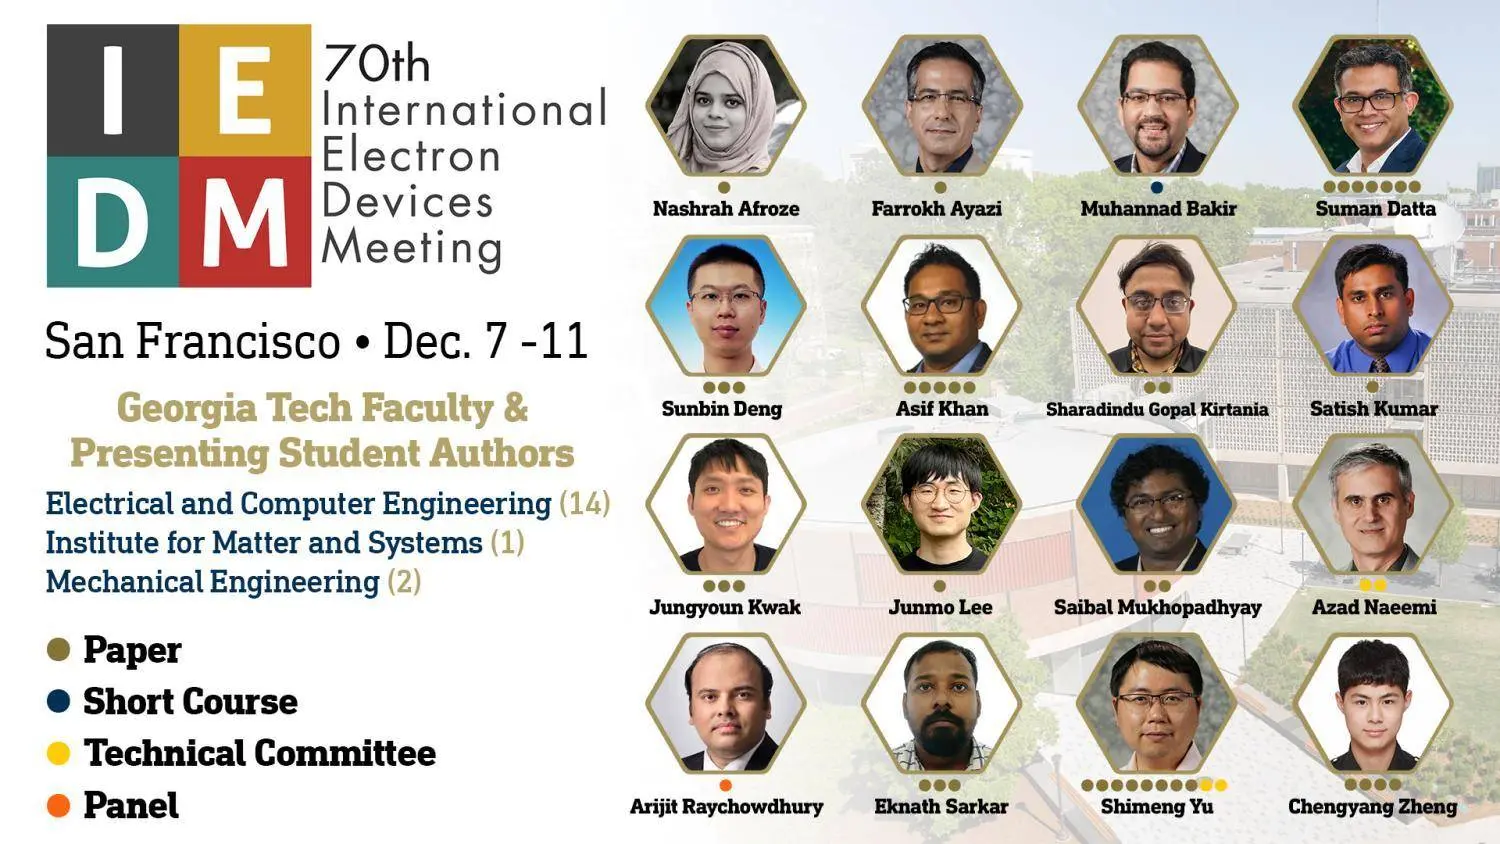 I E
D M
70th
International
Electron
Devices
Meeting
San Francisco • Dec. 7 -11
Georgia Tech Faculty &
Presenting Student Authors
Electrical and Computer Engineering (14)
Institute for Matter and Systems (1)
Mechanical Engineering (2)
Paper
Short Course
Technical Committee
Panel
Nashrah Afroze
Farrokh Ayazi
Muhannad Bakir
Suman Datta
Sunbin Deng
Asif Khan
Sharadindu Gopal Kirtania
Satish Kumar
Jungyoun Kwak
Junmo Lee
Saibal Mukhopadhyay
Azad Naeemi
Arijit Raychowdhury
Eknath Sarkar
Shimeng Yu
Chengyang Zheng